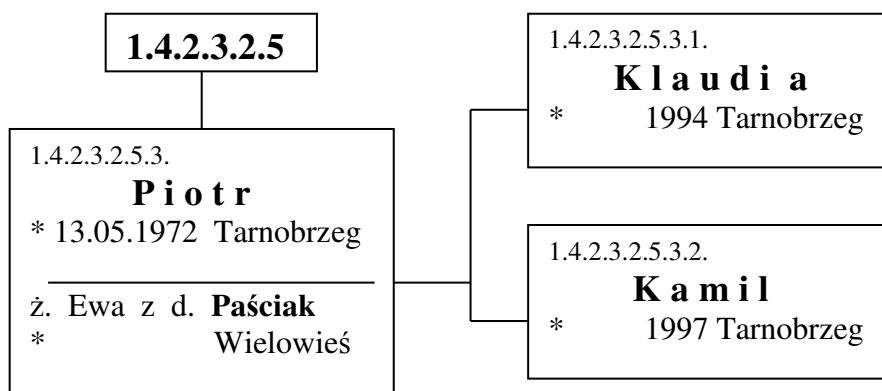 1.4.2.3.2.5
1.4.2.3.2.5.3.
P i o t r
* 13.05.1972 Tarnobrzeg
ż. Ewa z d. Paściak
* Wielowieś
1.4.2.3.2.5.3.1.
K l a u d i a
* 1994 Tarnobrzeg
1.4.2.3.2.5.3.2.
K a m i l
* 1997 Tarnobrzeg